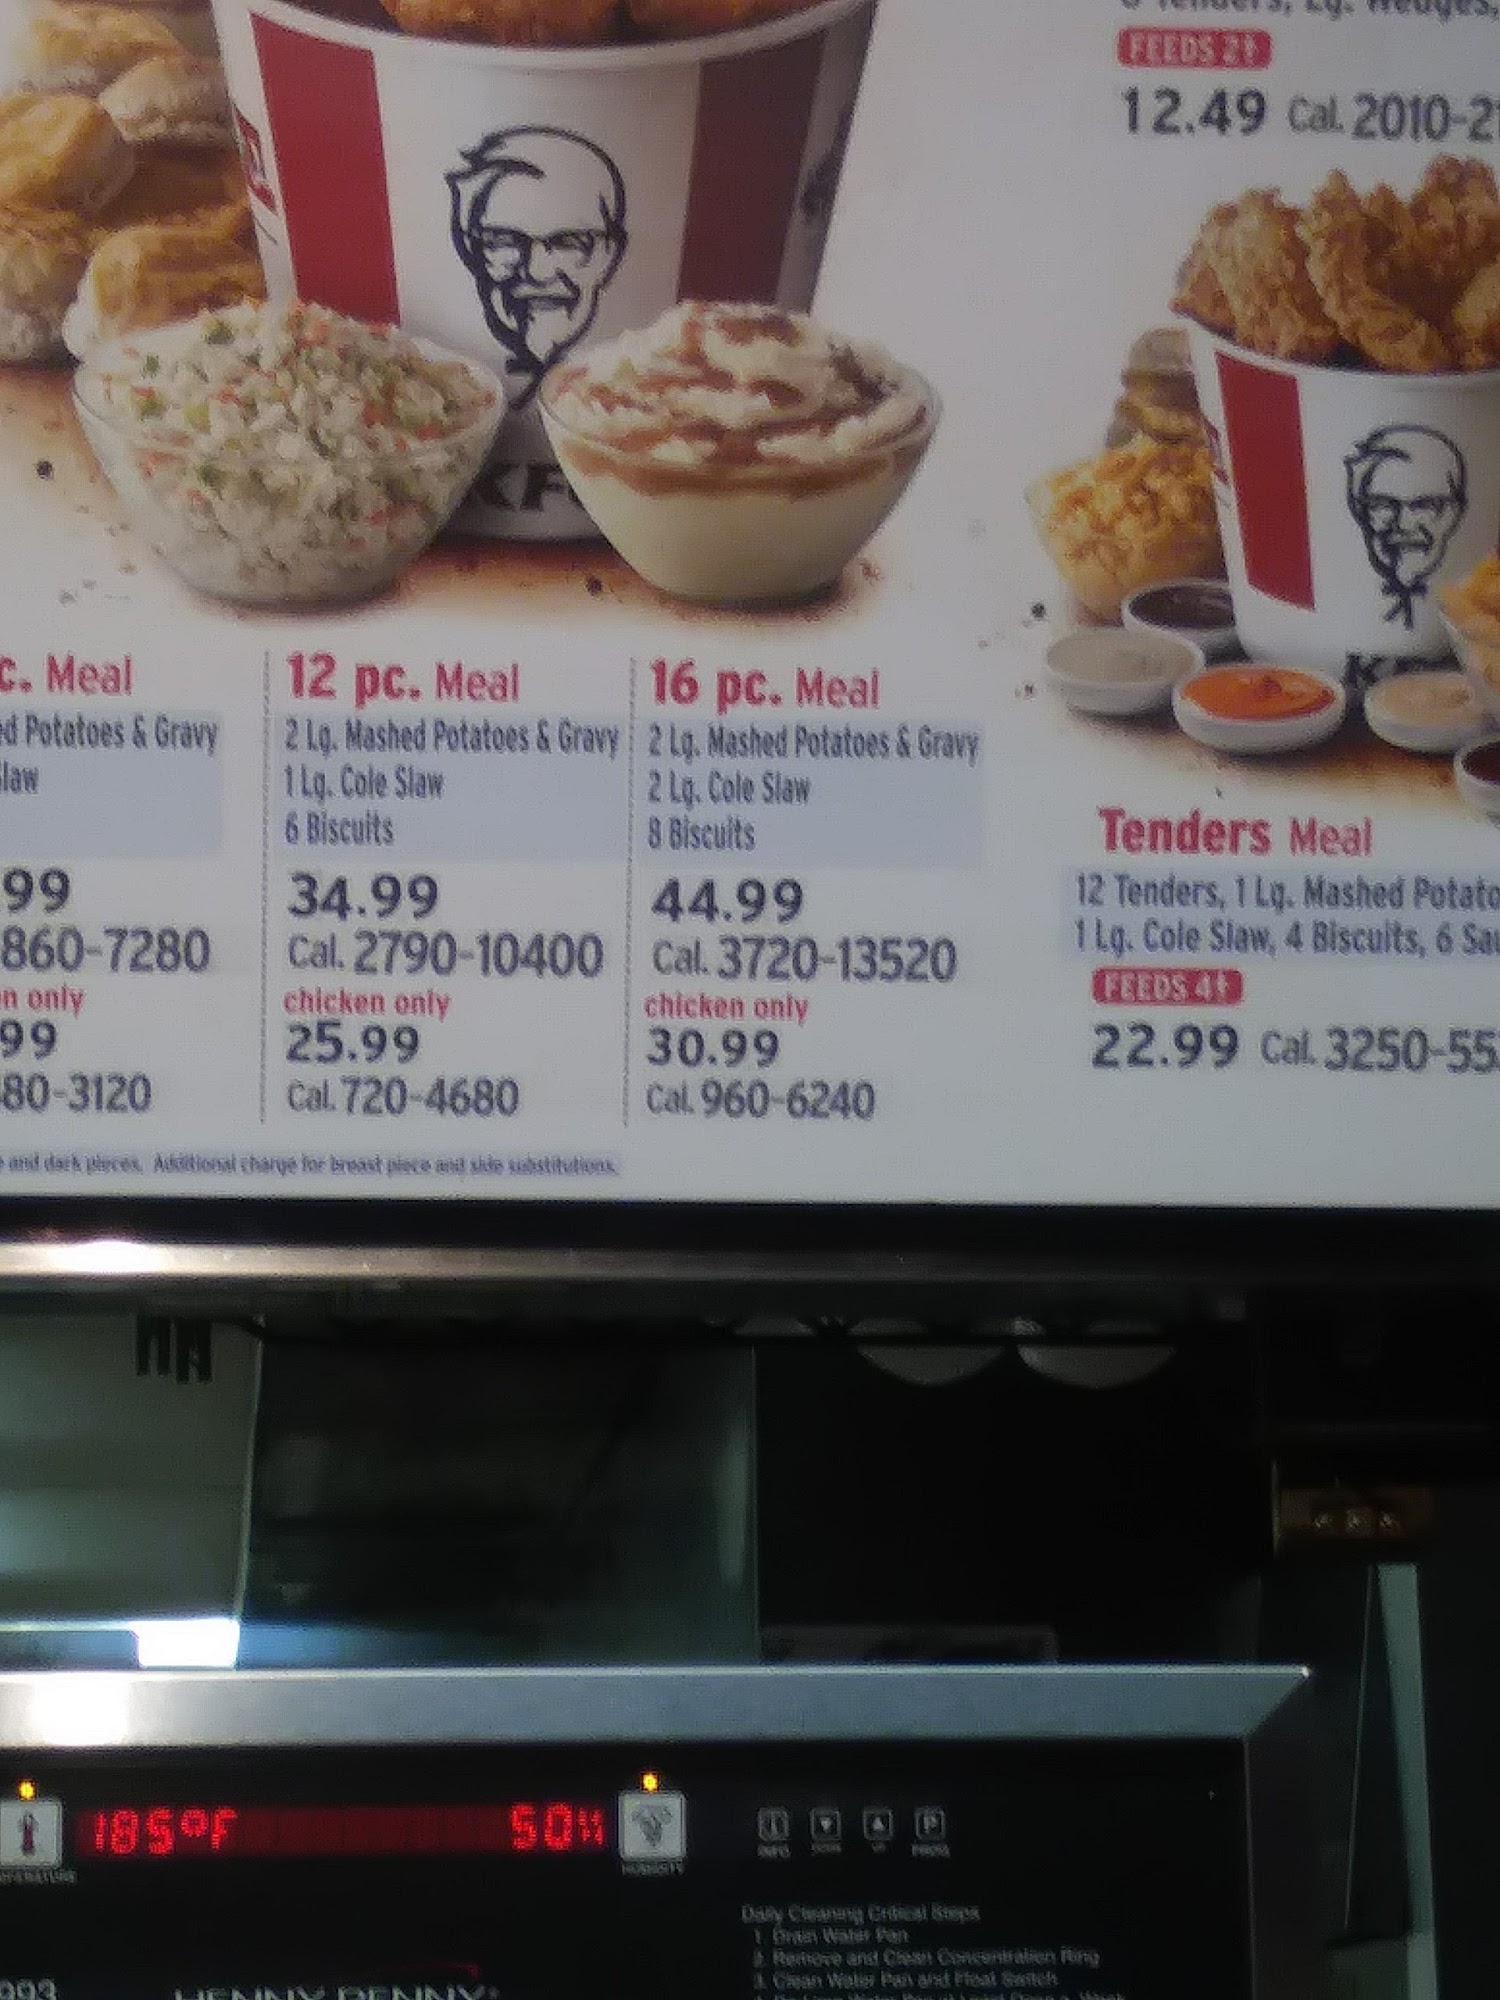 FEEDS 2
12.49 Cal. 2010-2
KF
c. Meal
ed Potatoes & Gravy
Slaw
.99
860-7280
n only
99
80-3120
12 pc. Meal
2 Lg. Mashed Potatoes & Gravy
1 Lg. Cole Slaw
6 Biscuits
34.99
Cal. 2790-10400
chicken only
25.99
Cal. 720-4680
16 pc. Meal
2 Lg. Mashed Potatoes & Gravy
2 Lg. Cole Slaw
8 Biscuits
44.99
Cal. 3720-13520
chicken only
30.99
Cal. 960-6240
and dark pieces. Additional charge for breast piece and side substitutions.
Tenders Meal
12 Tenders, 1 Lg. Mashed Potato
1 Lg. Cole Slaw, 4 Biscuits, 6 Sau
FEEDS 4
22.99 Cal. 3250-55
185°F 50%
HUMIDITY
P
Daily Cleaning Critical Steps
1. Drain Water Pan
2. Remove and Clean Concentration Ring
3. Clean Water Pan and Float Switch
993
HENNY PENNY